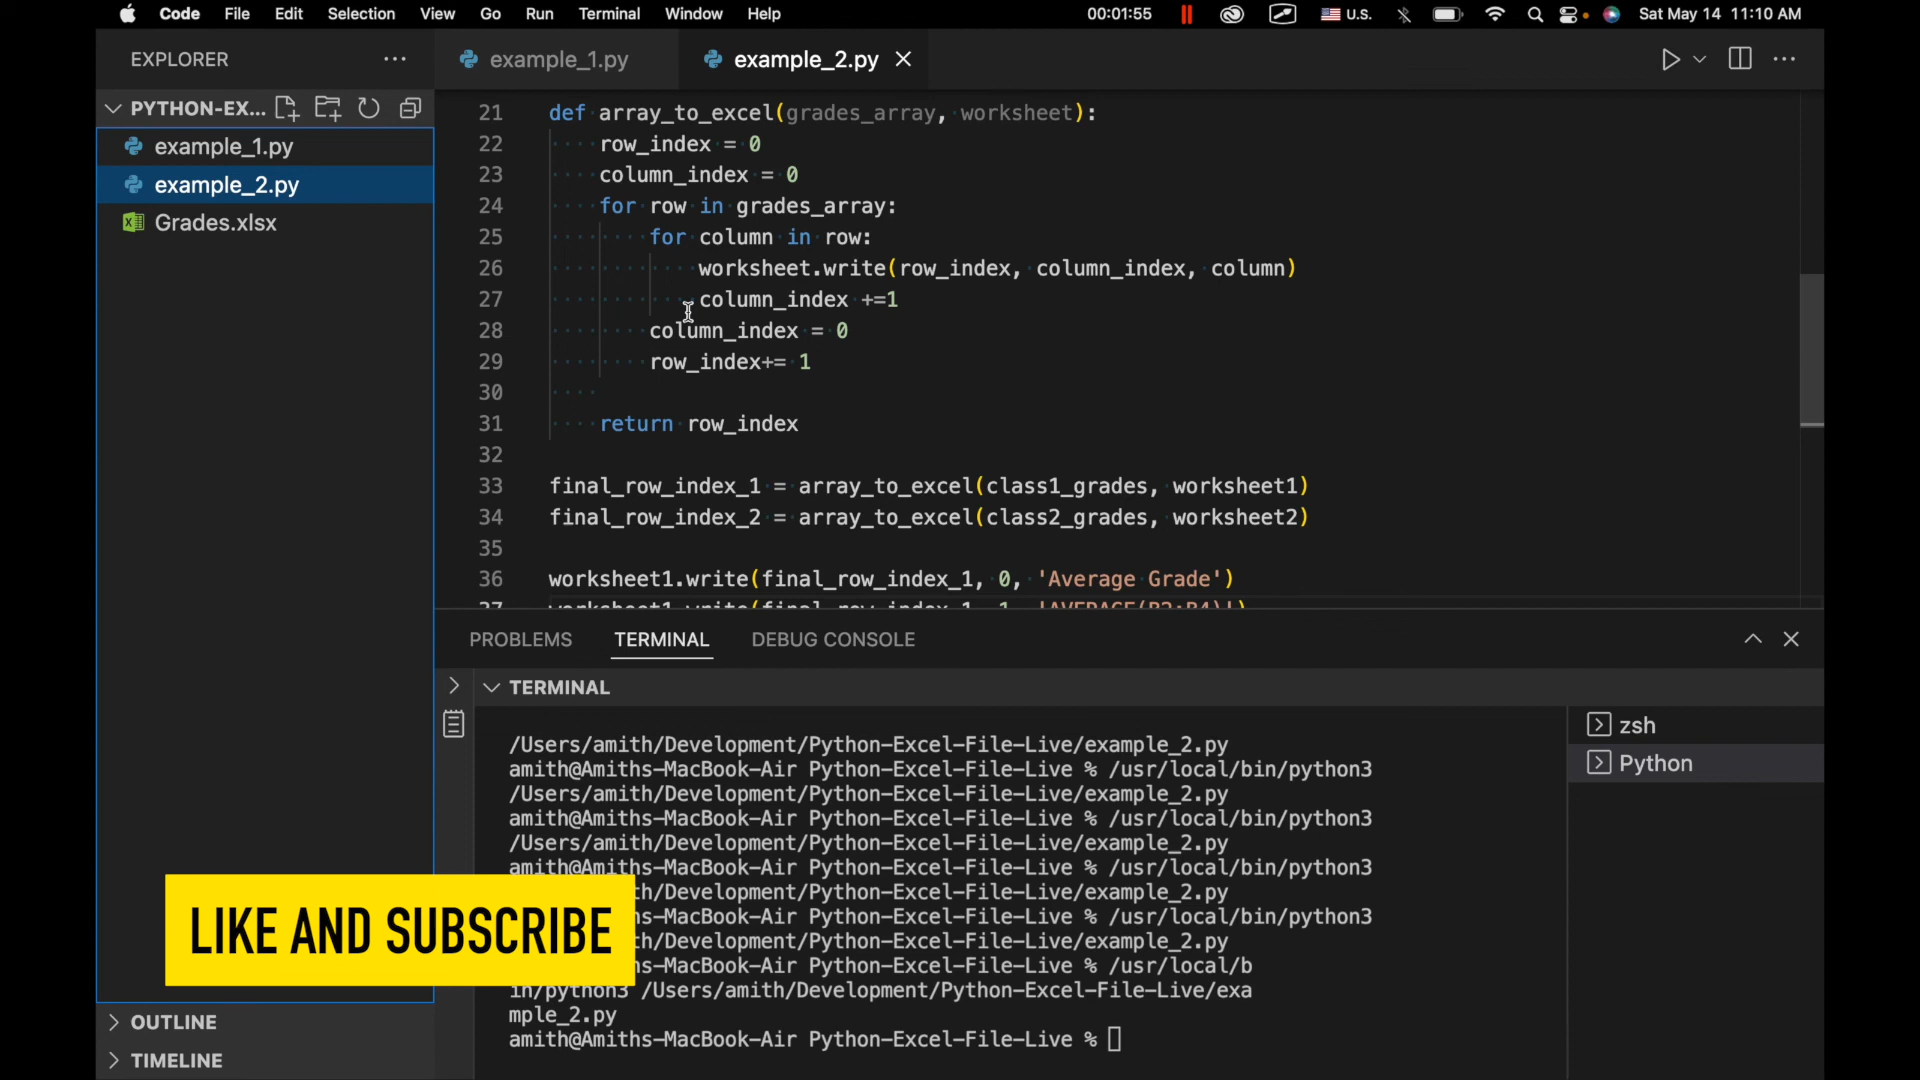 Code File Edit Selection View Go Run Terminal Window Help 00:01:55 U.S. Sat May 14 11:10 AM
EXPLORER
example_1.py
example_2.py
PYTHON-EX...
example_1.py
example_2.py
Grades.xlsx
21 def array_to_excel(grades_array, worksheet):
22 row_index = 0
23 column_index = 0
24 for row in grades_array:
25 for column in row:
26 worksheet.write(row_index, column_index, column)
27 column_index +=1
28 column_index = 0
29 row_index+= 1
30
31 return row_index
32
33 final_row_index_1 = array_to_excel(class1_grades, worksheet1)
34 final_row_index_2 = array_to_excel(class2_grades, worksheet2)
35
36 worksheet1.write(final_row_index_1, 0, 'Average Grade')
37 worksheet1.write(final_row_index_1, 1, '
PROBLEMS TERMINAL DEBUG CONSOLE
TERMINAL
/Users/amith/Development/Python-Excel-File-Live/example_2.py
amith@Amiths-MacBook-Air Python-Excel-File-Live % /usr/local/bin/python3
/Users/amith/Development/Python-Excel-File-Live/example_2.py
amith@Amiths-MacBook-Air Python-Excel-File-Live % /usr/local/bin/python3
/Users/amith/Development/Python-Excel-File-Live/example_2.py
amith@Amiths-MacBook-Air Python-Excel-File-Live % /usr/local/bin/python3
th/Development/Python-Excel-File-Live/example_2.py
hs-MacBook-Air Python-Excel-File-Live % /usr/local/bin/python3
th/Development/Python-Excel-File-Live/example_2.py
hs-MacBook-Air Python-Excel-File-Live % /usr/local/b
in/python3 /Users/amith/Development/Python-Excel-File-Live/exa
mple_2.py
amith@Amiths-MacBook-Air Python-Excel-File-Live %
zsh
Python
LIKE AND SUBSCRIBE
OUTLINE
TIMELINE